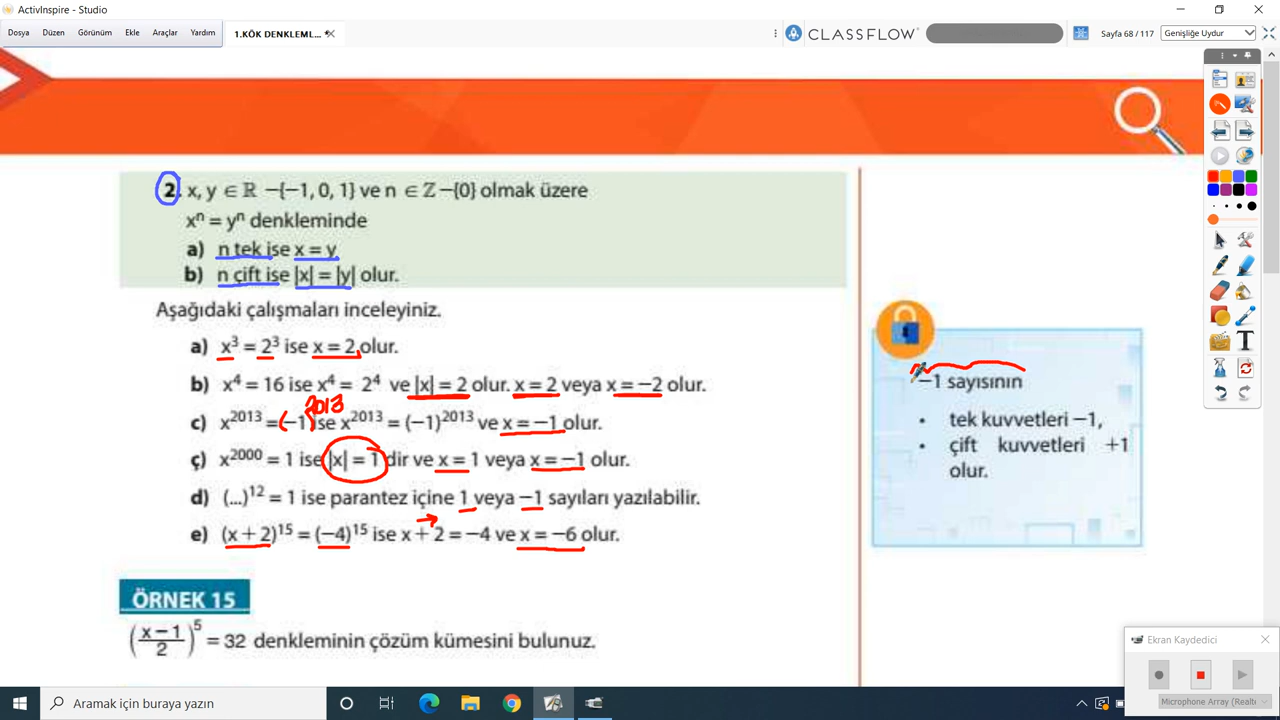 ActivInspire - Studio
Dosya Düzen Görünüm Ekle Araçlar Yardım
1.KÖK DENKLEML...
CLASSFLOW
Sayfa 68 / 117
Genişliğe Uydur
2. x, y ∈ ℝ −{−1, 0, 1} ve n ∈ ℤ −{0} olmak üzere
xⁿ = yⁿ denkleminde
a) n tek ise x = y
b) n çift ise |x| = |y| olur.
Aşağıdaki çalışmaları inceleyiniz.
a) x³ = 2³ ise x = 2 olur.
b) x⁴ = 16 ise x⁴ = 2⁴ ve |x| = 2 olur. x = 2 veya x = −2 olur.
2013
c) x²⁰¹³ = (−1) ise x²⁰¹³ = (−1)²⁰¹³ ve x = −1 olur.
ç) x²⁰⁰⁰ = 1 ise |x| = 1 dir ve x = 1 veya x = −1 olur.
d) (...)¹² = 1 ise parantez içine 1 veya −1 sayıları yazılabilir.
e) (x + 2)¹⁵ = (−4)¹⁵ ise x + 2 = −4 ve x = −6 olur.
−1 sayısının
• tek kuvvetleri −1,
• çift kuvvetleri +1
olur.
ÖRNEK 15
((x−1)/2)⁵ = 32 denkleminin çözüm kümesini bulunuz.
Ekran Kaydedici
Microphone Array (Realt
Aramak için buraya yazın